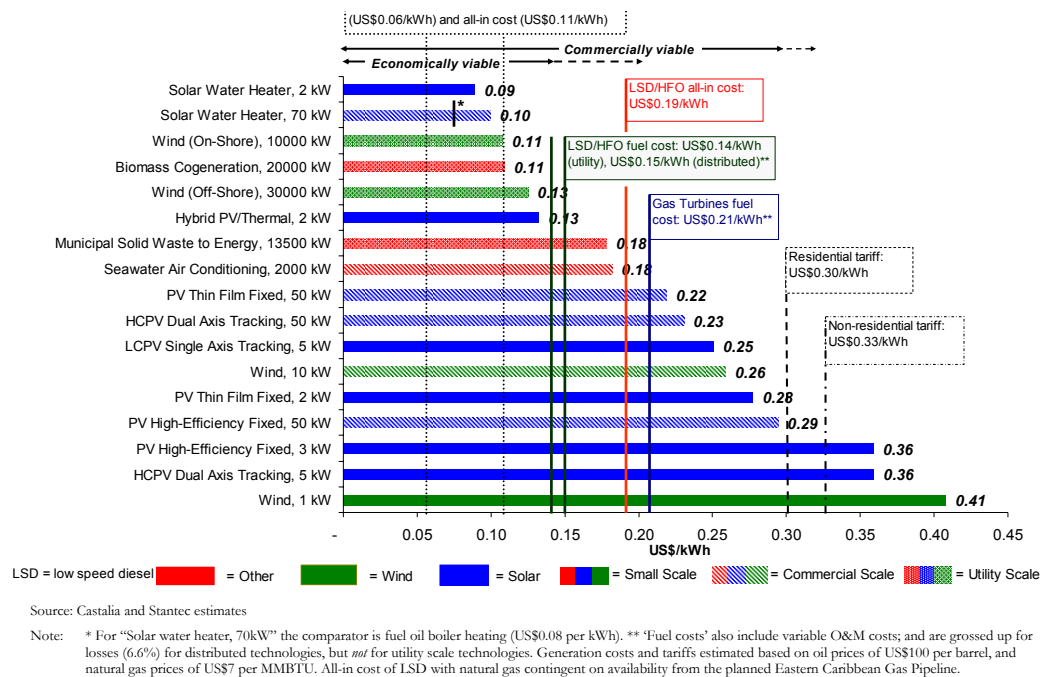 (US$0.06/kWh) and all-in cost (US$0.11/kWh)
Commercially viable
Economically viable
Solar Water Heater, 2 kW 0.09
LSD/HFO all-in cost:
US$0.19/kWh
Solar Water Heater, 70 kW * 0.10
Wind (On-Shore), 10000 kW 0.11
LSD/HFO fuel cost: US$0.14/kWh
(utility), US$0.15/kWh (distributed)**
Biomass Cogeneration, 20000 kW 0.11
Wind (Off-Shore), 30000 kW 0.13
Gas Turbines fuel
cost: US$0.21/kWh**
Hybrid PV/Thermal, 2 kW 0.13
Municipal Solid Waste to Energy, 13500 kW 0.18
Residential tariff:
US$0.30/kWh
Seawater Air Conditioning, 2000 kW 0.18
PV Thin Film Fixed, 50 kW 0.22
Non-residential tariff:
US$0.33/kWh
HCPV Dual Axis Tracking, 50 kW 0.23
LCPV Single Axis Tracking, 5 kW 0.25
Wind, 10 kW 0.26
PV Thin Film Fixed, 2 kW 0.28
PV High-Efficiency Fixed, 50 kW 0.29
PV High-Efficiency Fixed, 3 kW 0.36
HCPV Dual Axis Tracking, 5 kW 0.36
Wind, 1 kW 0.41
- 0.05 0.10 0.15 0.20 0.25 0.30 0.35 0.40 0.45
US$/kWh
LSD = low speed diesel = Other = Wind = Solar = Small Scale = Commercial Scale = Utility Scale
Source: Castalia and Stantec estimates
Note: * For “Solar water heater, 70kW” the comparator is fuel oil boiler heating (US$0.08 per kWh). ** ‘Fuel costs’ also include variable O&M costs; and are grossed up for
losses (6.6%) for distributed technologies, but not for utility scale technologies. Generation costs and tariffs estimated based on oil prices of US$100 per barrel, and
natural gas prices of US$7 per MMBTU. All-in cost of LSD with natural gas contingent on availability from the planned Eastern Caribbean Gas Pipeline.